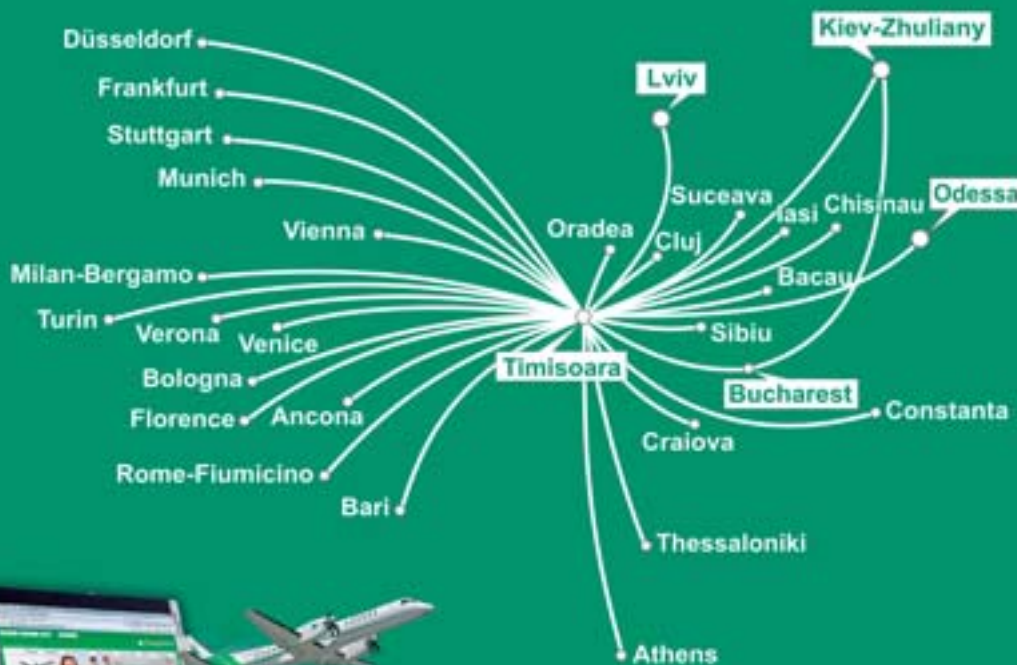 Düsseldorf
Kiev-Zhuliany
Lviv
Frankfurt
Stuttgart
Munich
Suceava
Iasi
Chisinau
Odessa
Vienna
Oradea
Cluj
Milan-Bergamo
Bacau
Turin
Verona
Venice
Sibiu
Timisoara
Bologna
Bucharest
Florence
Ancona
Constanta
Craiova
Rome-Fiumicino
Bari
Thessaloniki
Athens